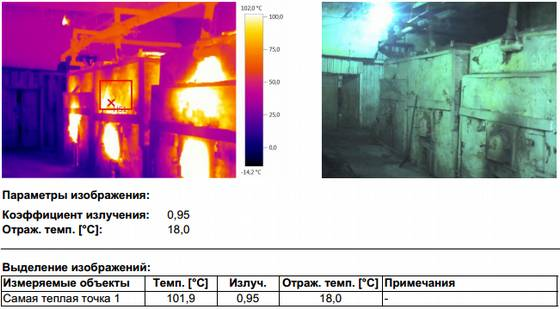 102,0 °C
100,0
75,0
50,0
25,0
0,0
-14,2 °C
Параметры изображения:
Коэффициент излучения: 0,95
Отраж. темп. [°C]: 18,0
Выделение изображений:
Измеряемые объекты Темп. [°C] Излуч. Отраж. темп. [°C] Примечания
Самая теплая точка 1 101,9 0,95 18,0 -